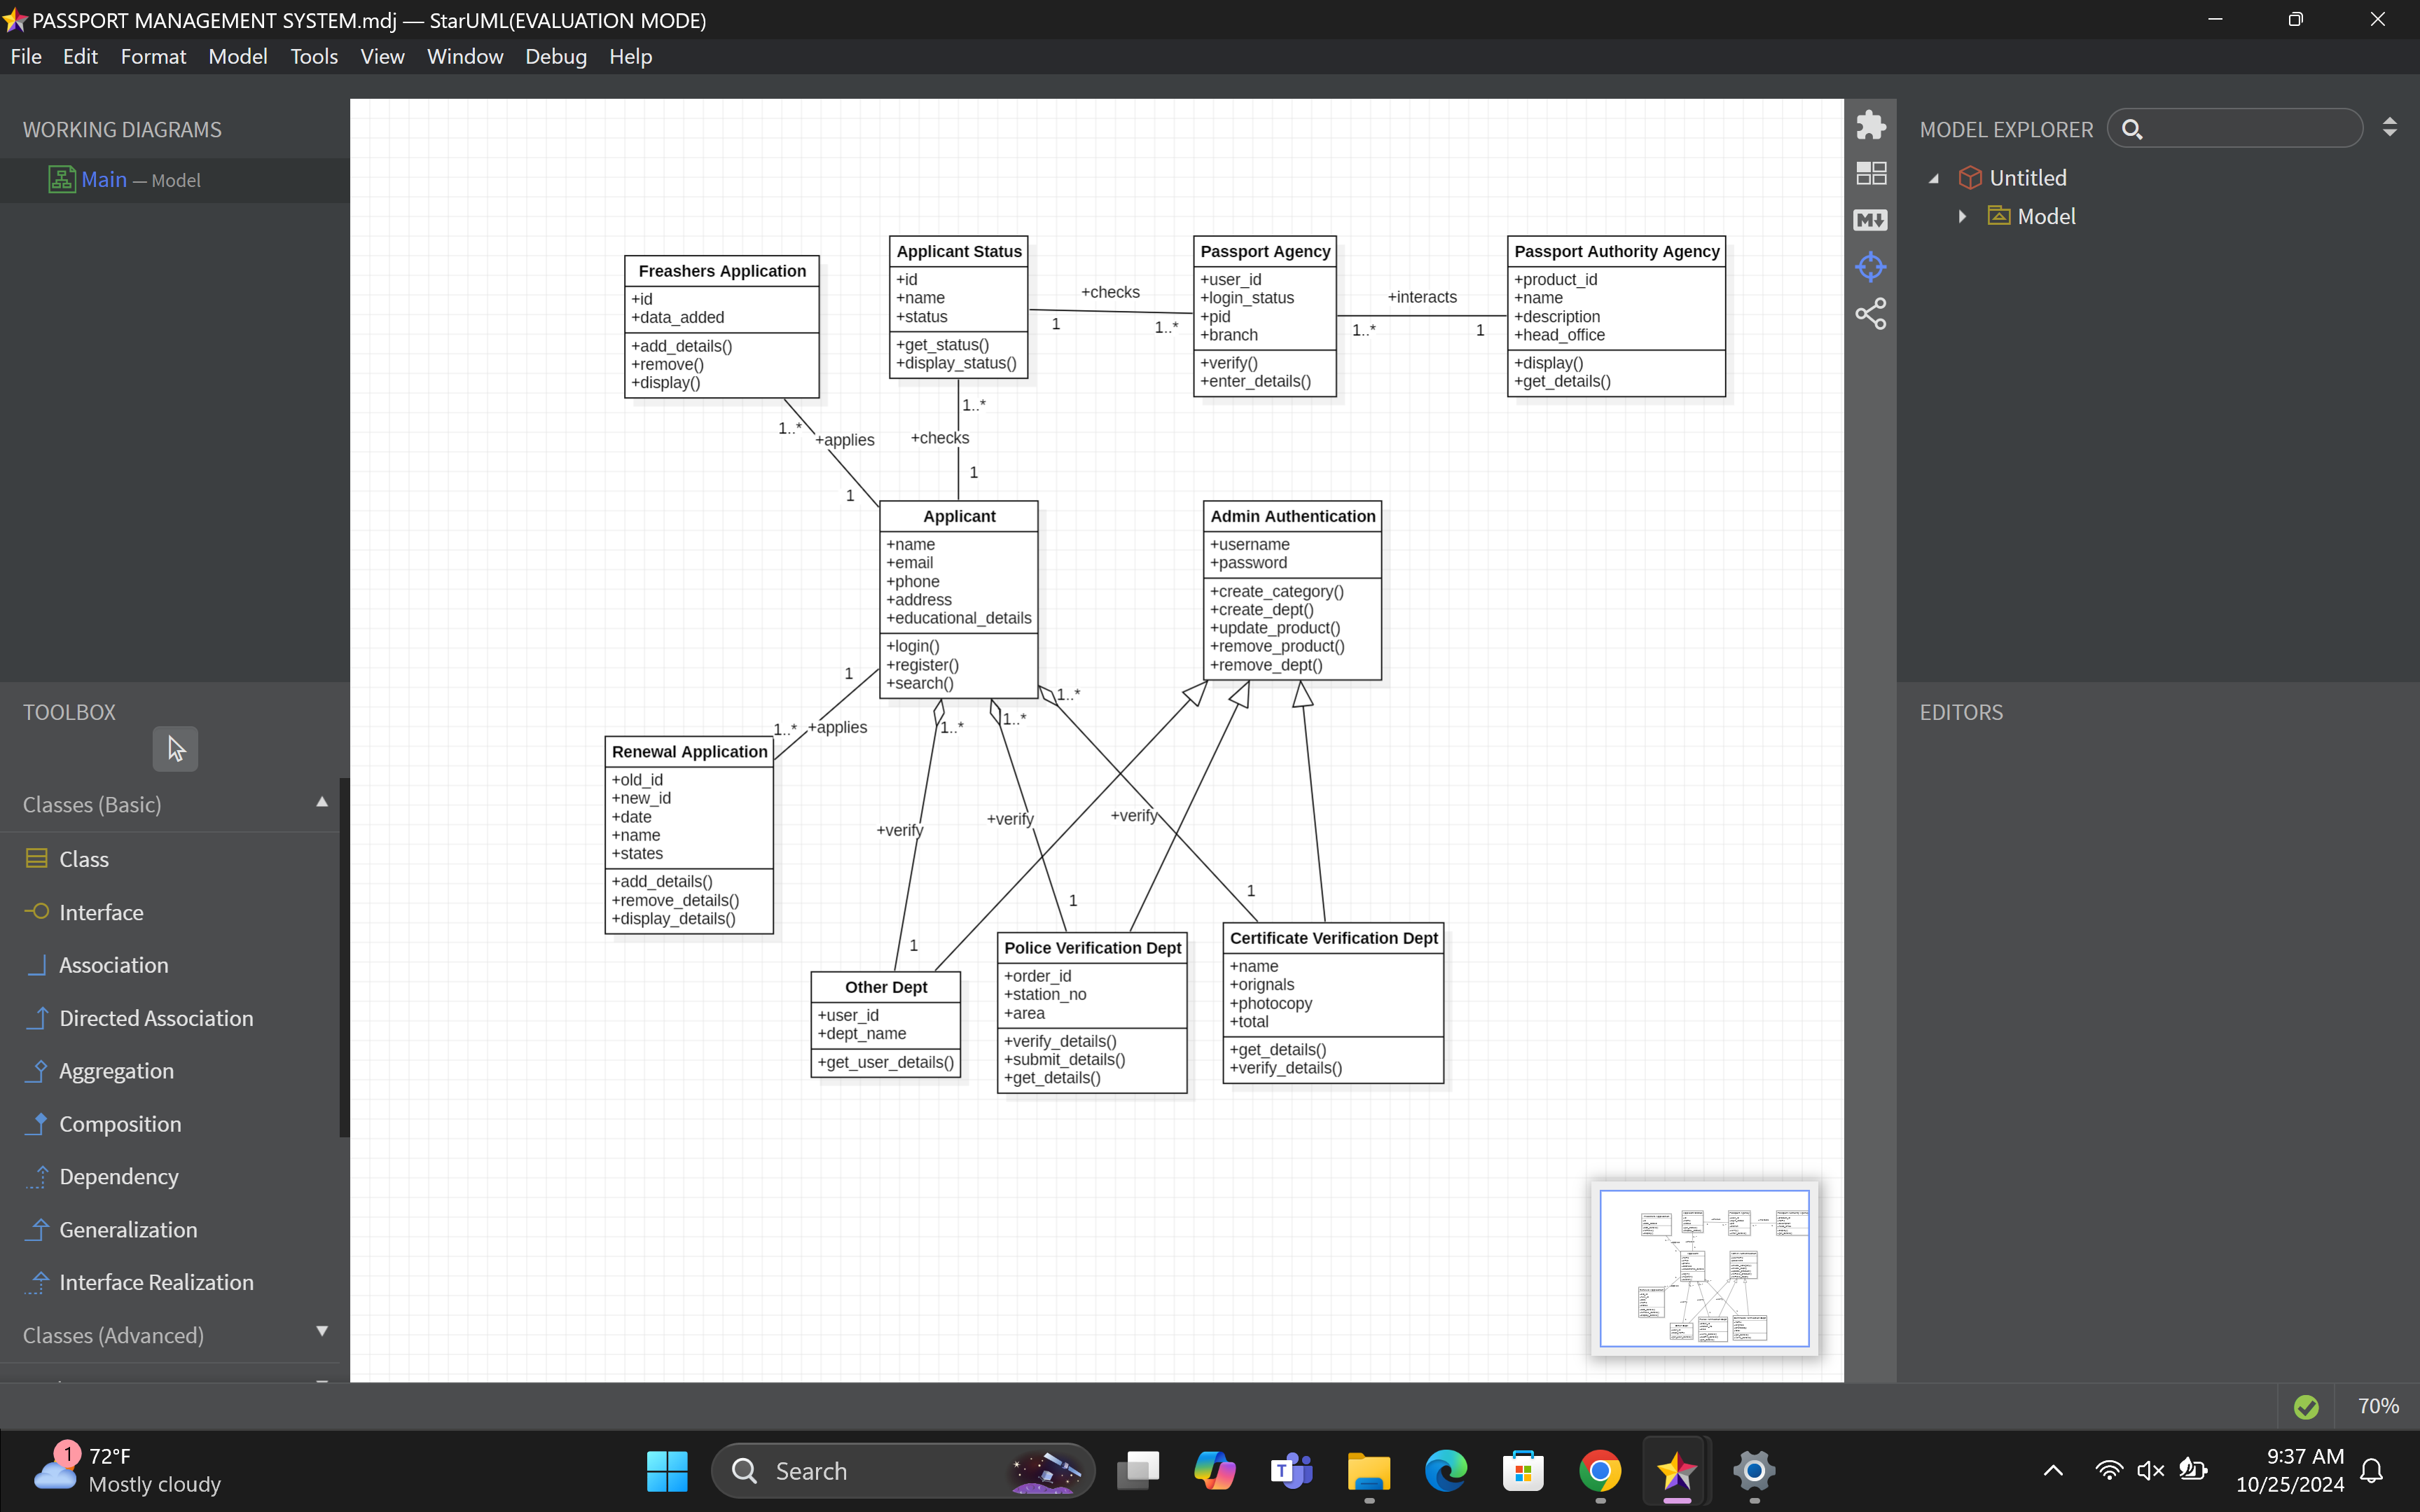 PASSPORT MANAGEMENT SYSTEM.mdj — StarUML(EVALUATION MODE)
File Edit Format Model Tools View Window Debug Help
WORKING DIAGRAMS
Main — Model
TOOLBOX
Classes (Basic)
Class
Interface
Association
Directed Association
Aggregation
Composition
Dependency
Generalization
Interface Realization
Classes (Advanced)
Freashers Application
+id
+data_added
+add_details()
+remove()
+display()
Applicant Status
+id
+name
+status
+get_status()
+display_status()
+checks
1
1..*
Passport Agency
+user_id
+login_status
+pid
+branch
+verify()
+enter_details()
+interacts
1..*
1
Passport Authority Agency
+product_id
+name
+description
+head_office
+display()
+get_details()
1..*
+applies
1
1..*
+checks
1
Applicant
+name
+email
+phone
+address
+educational_details
+login()
+register()
+search()
Admin Authentication
+username
+password
+create_category()
+create_dept()
+update_product()
+remove_product()
+remove_dept()
1
1..*
+applies
Renewal Application
+old_id
+new_id
+date
+name
+states
+add_details()
+remove_details()
+display_details()
1..*
1..*
1..*
+verify
+verify
+verify
1
1
1
Other Dept
+user_id
+dept_name
+get_user_details()
Police Verification Dept
+order_id
+station_no
+area
+verify_details()
+submit_details()
+get_details()
Certificate Verification Dept
+name
+orignals
+photocopy
+total
+get_details()
+verify_details()
MODEL EXPLORER
Untitled
Model
EDITORS
70%
1
72°F
Mostly cloudy
Search
9:37 AM
10/25/2024